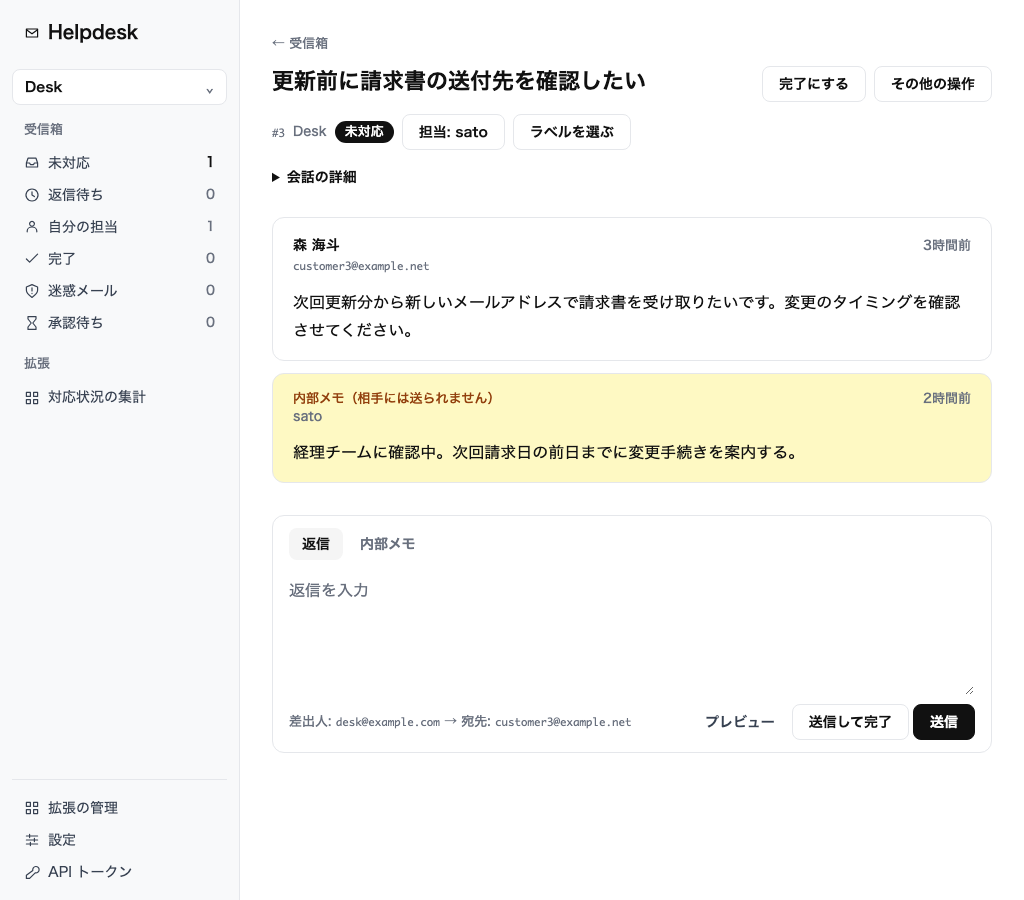 Helpdesk
Desk
受信箱
未対応 1
返信待ち 0
自分の担当 1
完了 0
迷惑メール 0
承認待ち 0
拡張
対応状況の集計
拡張の管理
設定
API トークン
← 受信箱
更新前に請求書の送付先を確認したい
完了にする
その他の操作
#3 Desk 未対応 担当: sato ラベルを選ぶ
▶ 会話の詳細
森 海斗 3時間前
customer3@example.net
次回更新分から新しいメールアドレスで請求書を受け取りたいです。変更のタイミングを確認
させてください。
内部メモ（相手には送られません） 2時間前
sato
経理チームに確認中。次回請求日の前日までに変更手続きを案内する。
返信 内部メモ
返信を入力
差出人: desk@example.com → 宛先: customer3@example.net プレビュー 送信して完了 送信